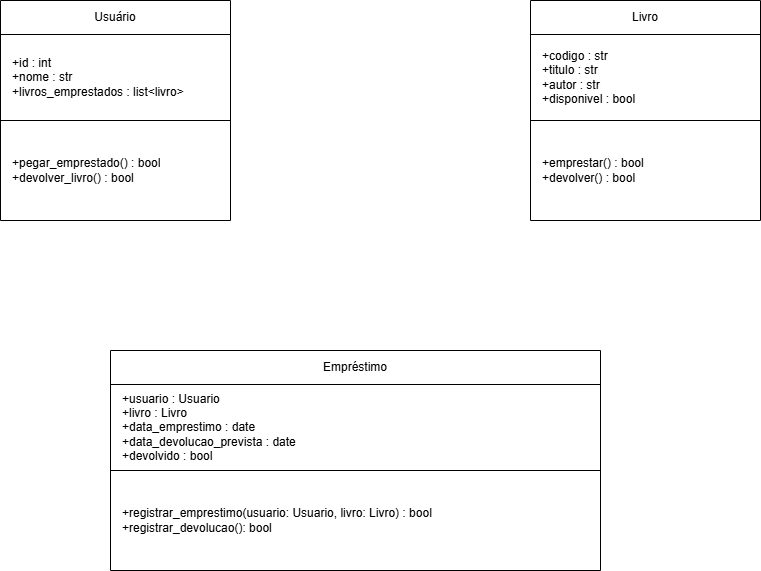 Usuário
+id : int
+nome : str
+livros_emprestados : list<livro>
+pegar_emprestado() : bool
+devolver_livro() : bool
Livro
+codigo : str
+titulo : str
+autor : str
+disponivel : bool
+emprestar() : bool
+devolver() : bool
Empréstimo
+usuario : Usuario
+livro : Livro
+data_emprestimo : date
+data_devolucao_prevista : date
+devolvido : bool
+registrar_emprestimo(usuario: Usuario, livro: Livro) : bool
+registrar_devolucao(): bool